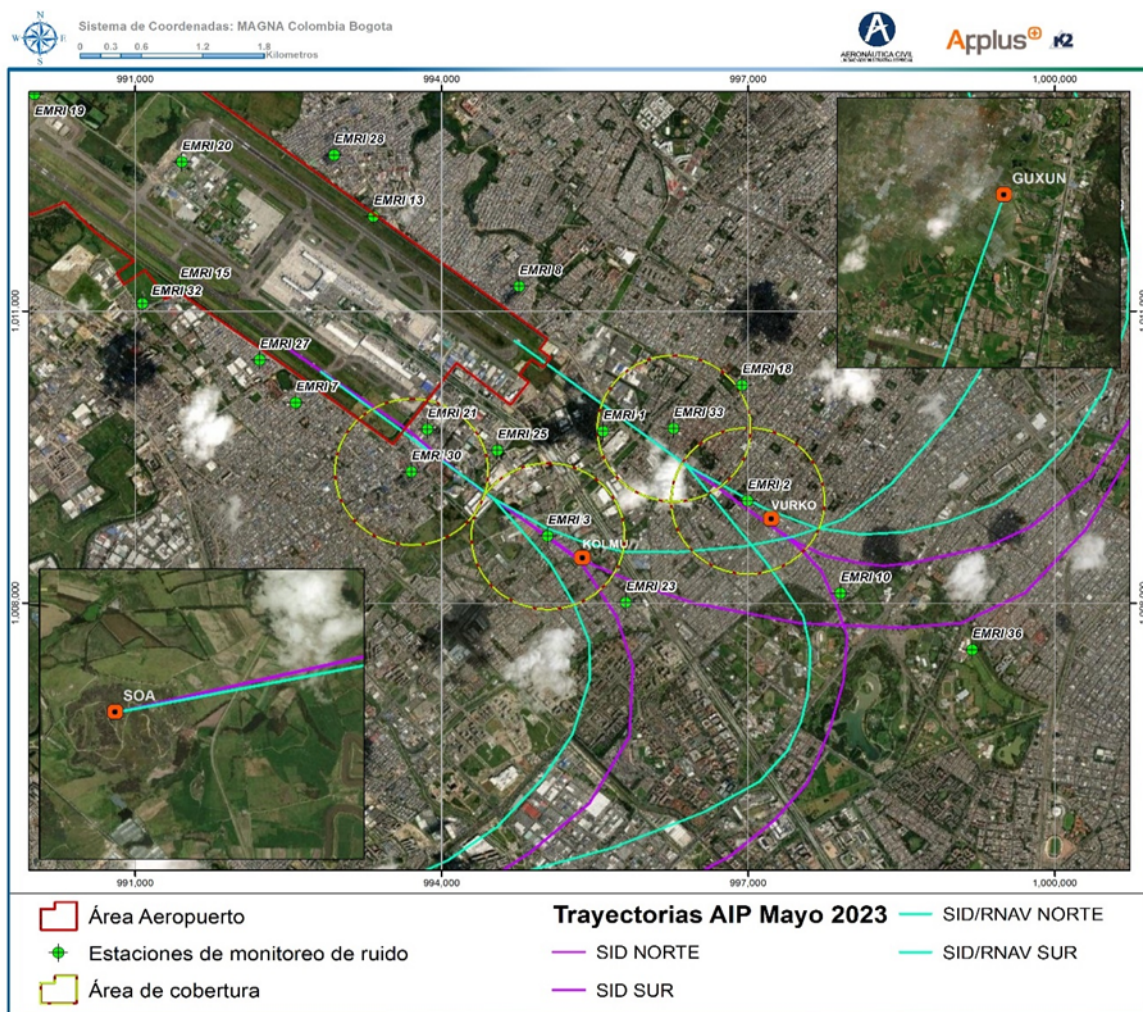 N
W E
S
Sistema de Coordenadas: MAGNA Colombia Bogota
0 0.3 0.6 1.2 1.8
Kilometros
AERONÁUTICA CIVIL
Applus+ K2
991,000 994,000 997,000 1,000,000
EMRI 19
EMRI 20
EMRI 28
GUXUN
EMRI 13
EMRI 15
EMRI 8
EMRI 32
1,011,000 1,011,000
EMRI 27
EMRI 7
EMRI 18
EMRI 21
EMRI 1
EMRI 33
EMRI 25
EMRI 30
EMRI 2
VURKO
EMRI 3
KOLMU
EMRI 10
EMRI 23
1,008,000 1,008,000
EMRI 36
SOA
991,000 994,000 997,000 1,000,000
Área Aeropuerto
Estaciones de monitoreo de ruido
Área de cobertura
Trayectorias AIP Mayo 2023
SID NORTE
SID SUR
SID/RNAV NORTE
SID/RNAV SUR